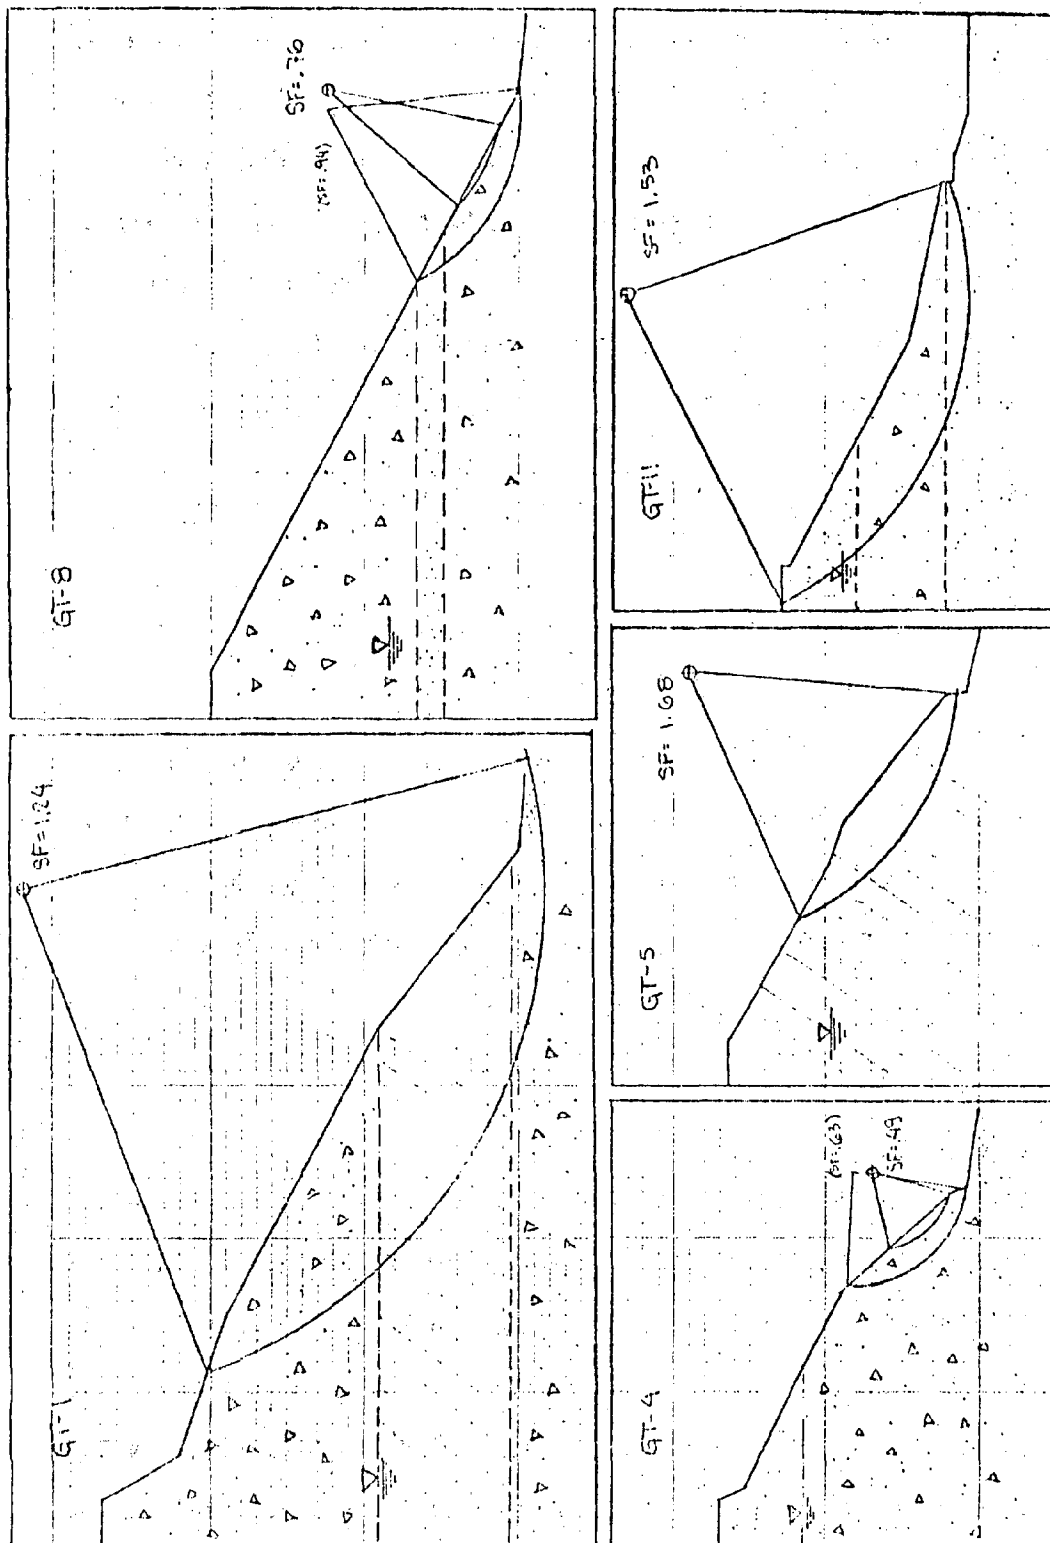 GT-8
SF=.76
(SF=.94)
GT-11
SF=1.53
GT-1
SF=1.24
GT-5
SF=1.68
GT-4
(SF=.63)
SF=.49